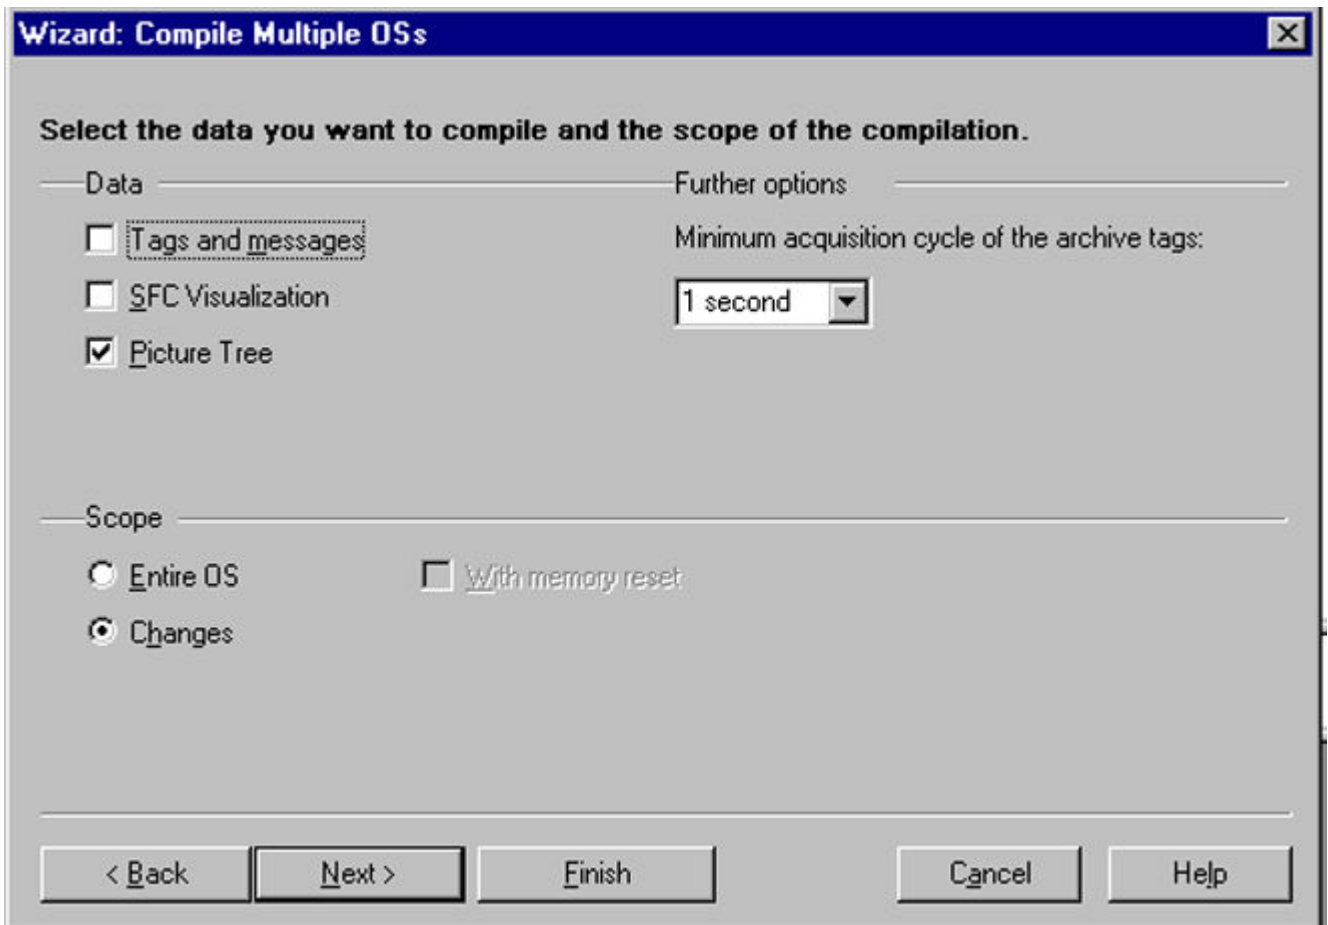 Wizard: Compile Multiple OSs
Select the data you want to compile and the scope of the compilation.
Data
Further options
Tags and messages
Minimum acquisition cycle of the archive tags:
SFC Visualization
1 second
Picture Tree
Scope
Entire OS
With memory reset
Changes
< Back
Next >
Finish
Cancel
Help